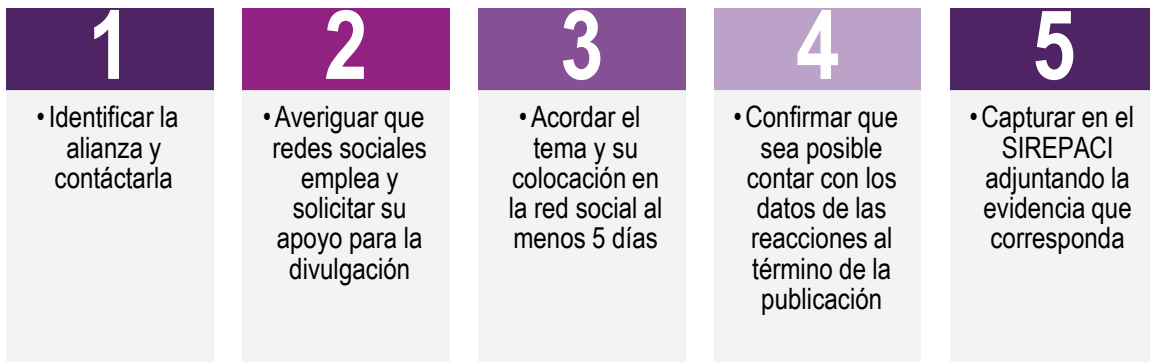 1
• Identificar la
alianza y
contáctarla
2
• Averiguar que
redes sociales
emplea y
solicitar su
apoyo para la
divulgación
3
• Acordar el
tema y su
colocación en
la red social al
menos 5 días
4
• Confirmar que
sea posible
contar con los
datos de las
reacciones al
término de la
publicación
5
• Capturar en el
SIREPACI
adjuntando la
evidencia que
corresponda